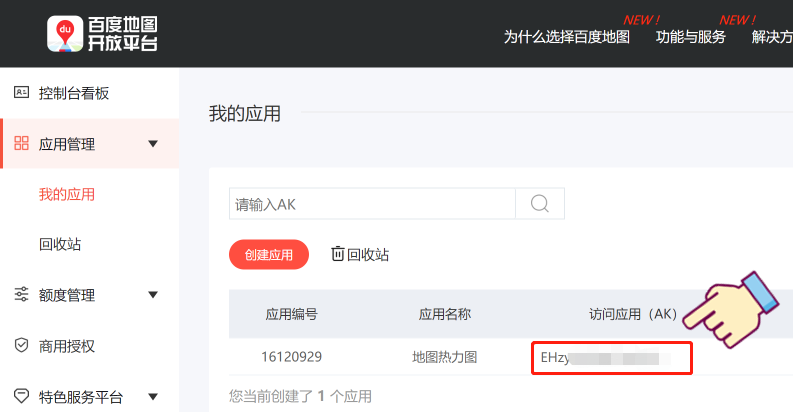 du 百度地图
开放平台
NEW！ NEW！
为什么选择百度地图 功能与服务 解决方
控制台看板
应用管理
我的应用
回收站
额度管理
商用授权
特色服务平台
我的应用
请输入AK
创建应用 回收站
应用编号 应用名称 访问应用（AK）
16120929 地图热力图 EHzy
您当前创建了 1 个应用